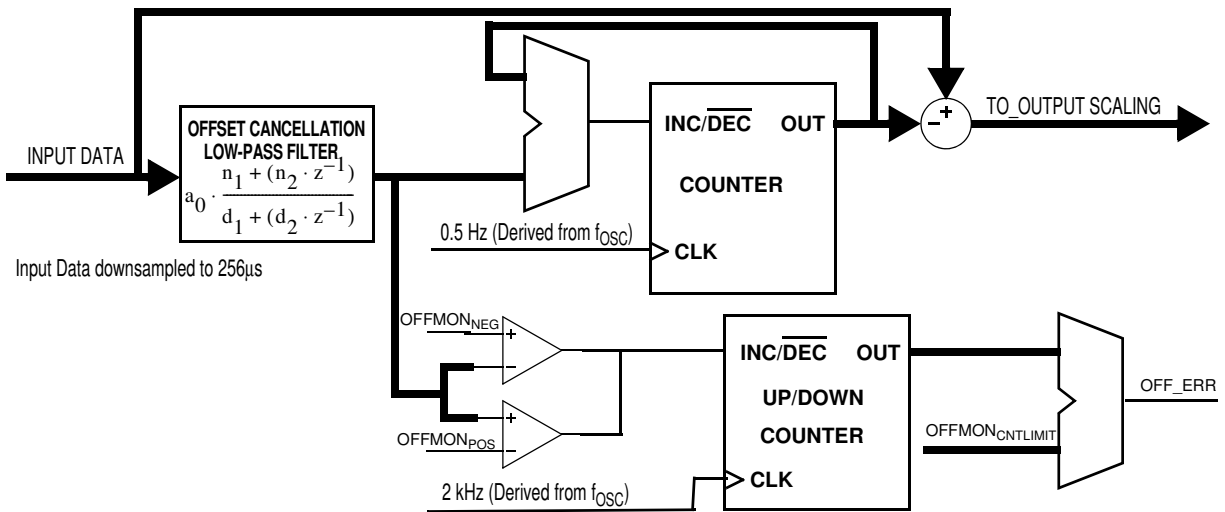 INPUT DATA
OFFSET CANCELLATION
LOW-PASS FILTER
a₀ · (n₁ + (n₂ · z⁻¹)) / (d₁ + (d₂ · z⁻¹))
Input Data downsampled to 256µs
INC/D̅E̅C̅ OUT
COUNTER
CLK
0.5 Hz (Derived from fOSC)
− +
TO_OUTPUT SCALING
OFFMONNEG
+
−
+
−
OFFMONPOS
INC/D̅E̅C̅ OUT
UP/DOWN
COUNTER
CLK
2 kHz (Derived from fOSC)
OFFMONCNTLIMIT
OFF_ERR